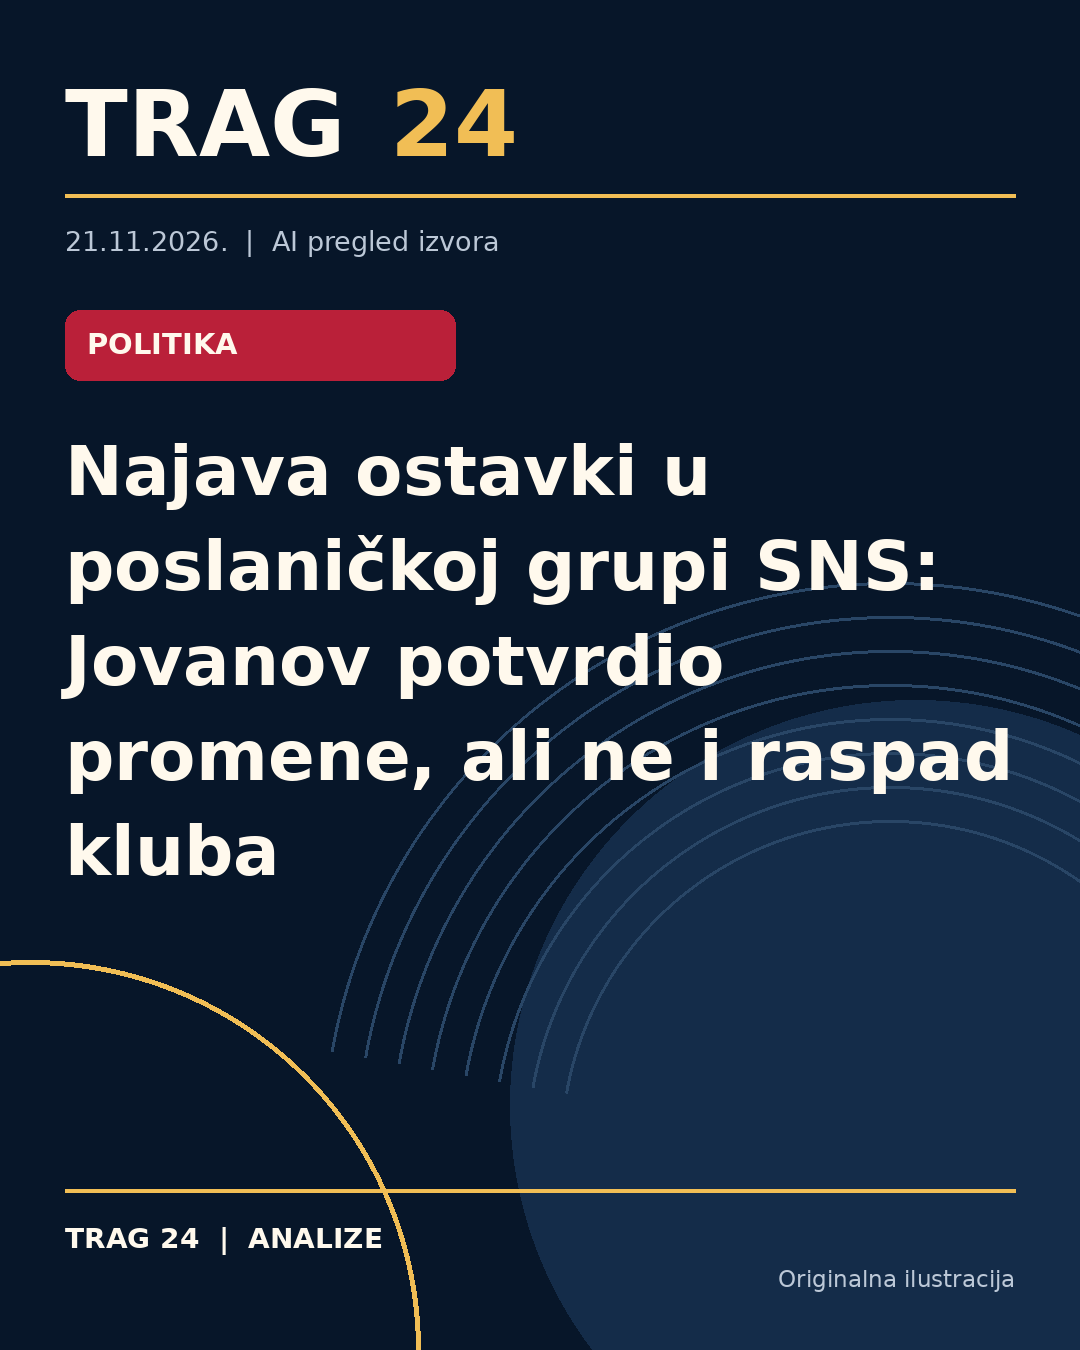 TRAG 24
21.11.2026. | AI pregled izvora
POLITIKA
Najava ostavki u
poslaničkoj grupi SNS:
Jovanov potvrdio
promene, ali ne i raspad
kluba
TRAG 24 | ANALIZE
Originalna ilustracija